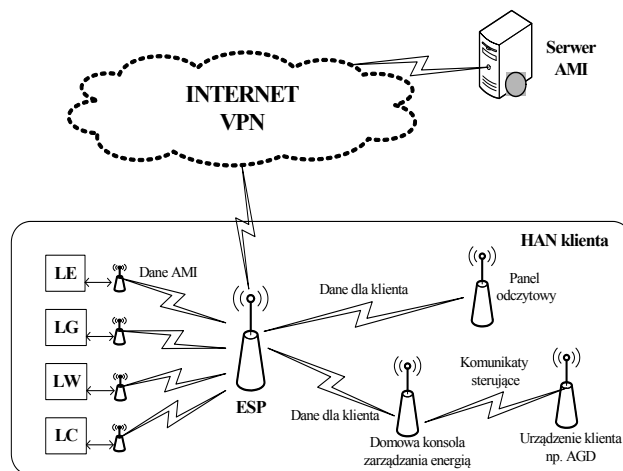 Serwer
AMI
INTERNET
VPN
HAN klienta
LE
Dane AMI
LG
LW
LC
ESP
Dane dla klienta
Panel
odczytowy
Dane dla klienta
Komunikaty
sterujące
Domowa konsola
zarządzania energią
Urządzenie klienta
np. AGD